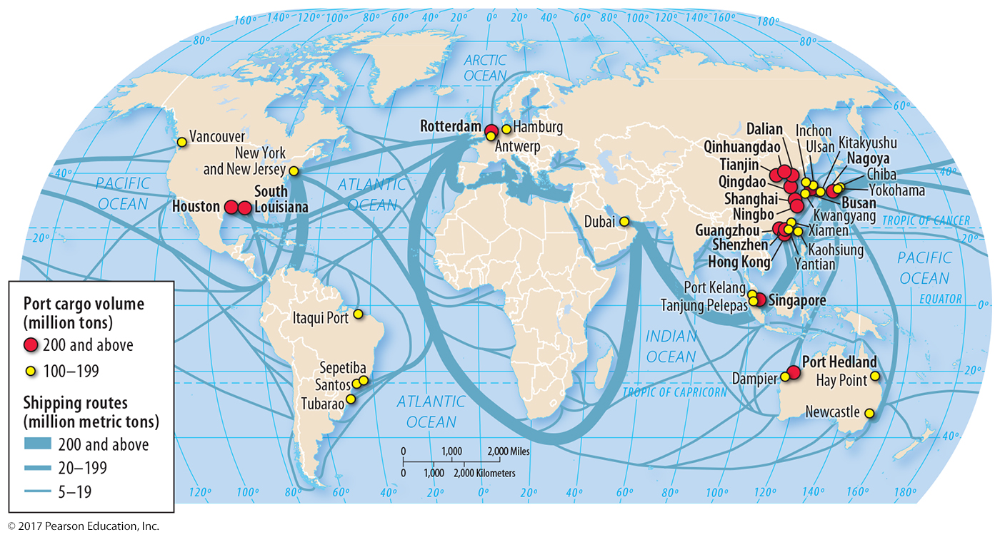 160° 140° 120° 100° 80° 60° 40° 20° 0° 20° 40° 60° 80° 100° 120° 140° 160° 180°
80°
80°
ARCTIC
OCEAN
60°
Rotterdam
Hamburg
Antwerp
Vancouver
New York
and New Jersey
40°
PACIFIC
OCEAN
ATLANTIC
OCEAN
South
Louisiana
Houston
20°
Dalian
Inchon
Ulsan
Kitakyushu
Qinhuangdao
Nagoya
Tianjin
Chiba
40°
Qingdao
Yokohama
Shanghai
Busan
Ningbo
Kwangyang
TROPIC OF CANCER
Dubai
Guangzhou
Xiamen
20°
Shenzhen
Kaohsiung
Hong Kong
Yantian
PACIFIC
OCEAN
Port Kelang
Tanjung Pelepas
Singapore
EQUATOR
0°
Itaqui Port
INDIAN
OCEAN
Sepetiba
Santos
Tubarao
Port Hedland
Dampier
Hay Point
20°
TROPIC OF CAPRICORN
ATLANTIC
OCEAN
Newcastle
40°
0 1,000 2,000 Miles
0 1,000 2,000 Kilometers
120° 100° 80° 60° 40° 20° 0° 20° 40° 60° 80° 100° 120° 140° 160° 180°
Port cargo volume
(million tons)
200 and above
100–199
Shipping routes
(million metric tons)
200 and above
20–199
5–19
© 2017 Pearson Education, Inc.